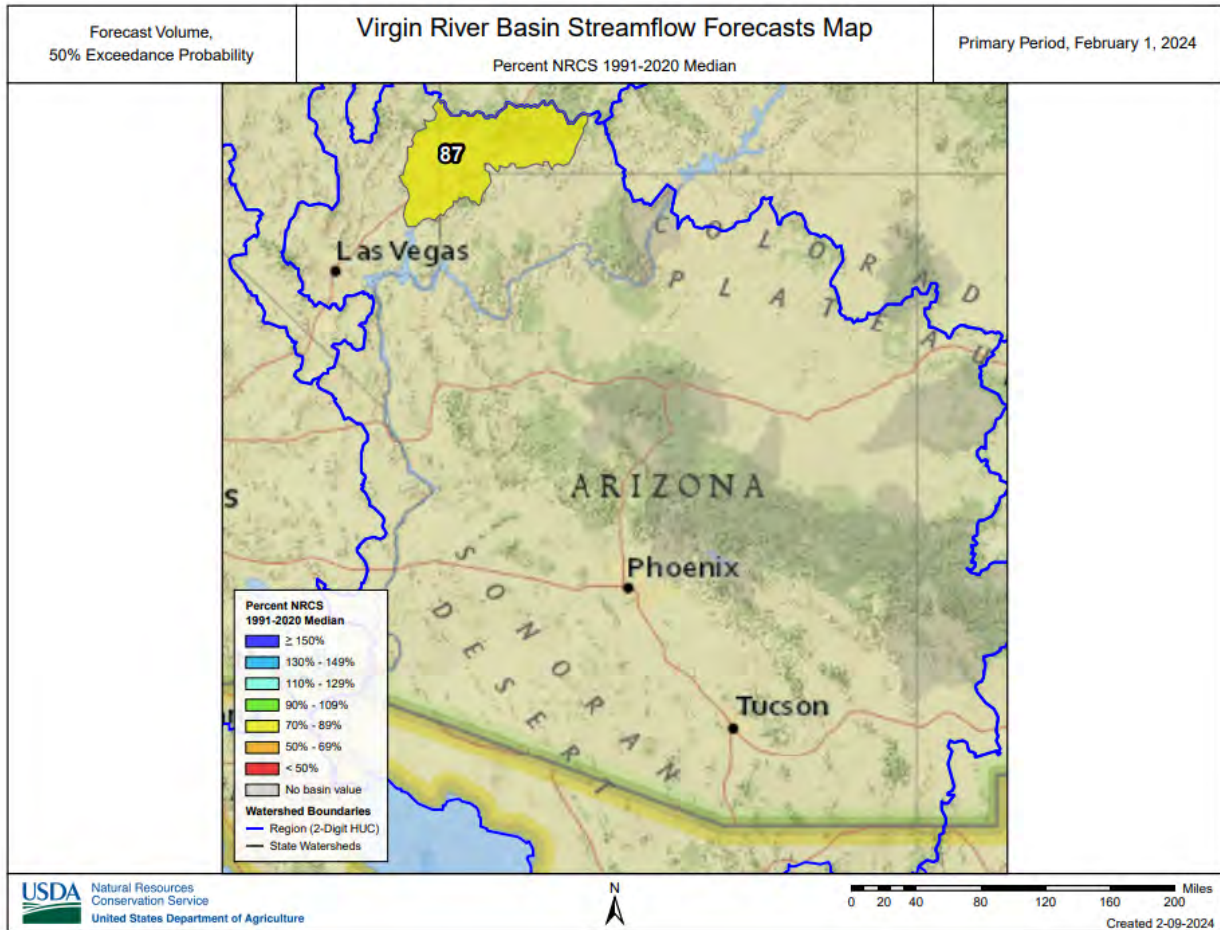 Forecast Volume,
50% Exceedance Probability
Virgin River Basin Streamflow Forecasts Map
Percent NRCS 1991-2020 Median
Primary Period, February 1, 2024
87
Las Vegas
COLORAD
PLATEAU
ARIZONA
S
Phoenix
SONORAN
DESERT
Tucson
Percent NRCS
1991-2020 Median
≥ 150%
130% - 149%
110% - 129%
90% - 109%
70% - 89%
50% - 69%
< 50%
No basin value
Watershed Boundaries
Region (2-Digit HUC)
State Watersheds
USDA
Natural Resources
Conservation Service
United States Department of Agriculture
N
Miles
0 20 40 80 120 160 200
Created 2-09-2024